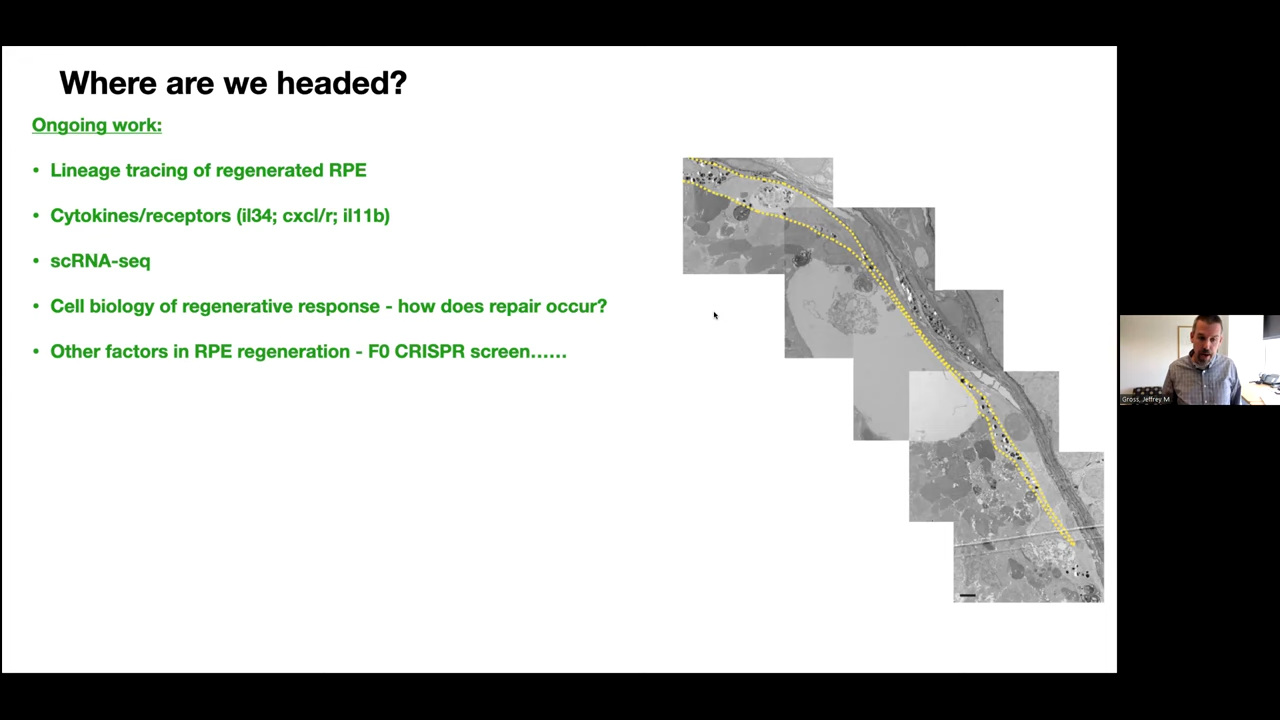 Where are we headed?
Ongoing work:
• Lineage tracing of regenerated RPE
• Cytokines/receptors (il34; cxcl/r; il11b)
• scRNA-seq
• Cell biology of regenerative response - how does repair occur?
• Other factors in RPE regeneration - F0 CRISPR screen......
Gross, Jeffrey M